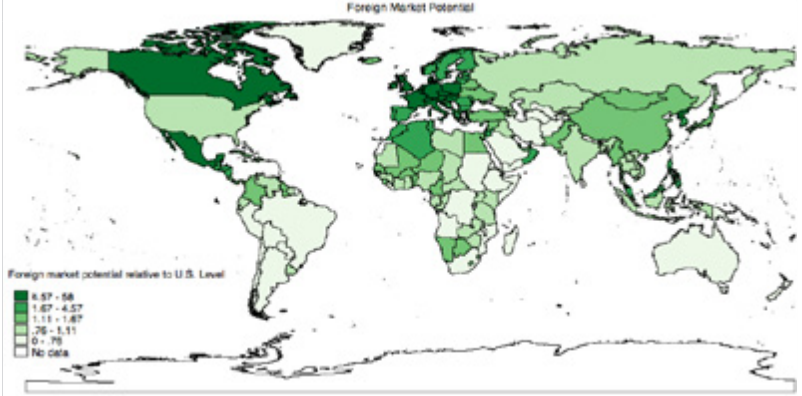 Foreign Market Potential
Foreign market potential relative to U.S. Level
4.57 - 58
1.67 - 4.57
1.11 - 1.67
.76 - 1.11
0 - .76
No data